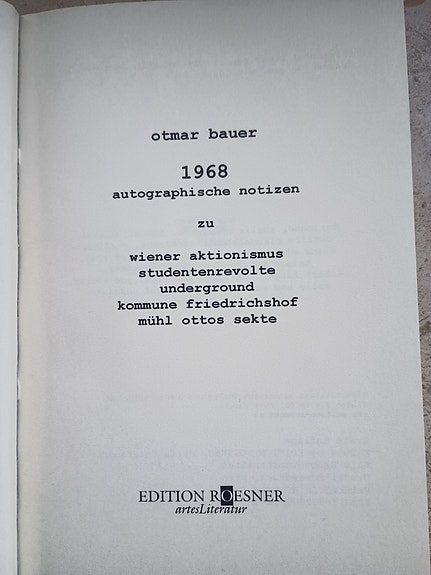 otmar bauer
1968
autographische notizen
zu
wiener aktionismus
studentenrevolte
underground
kommune friedrichshof
mühl ottos sekte
EDITION ROESNER
artesLiteratur